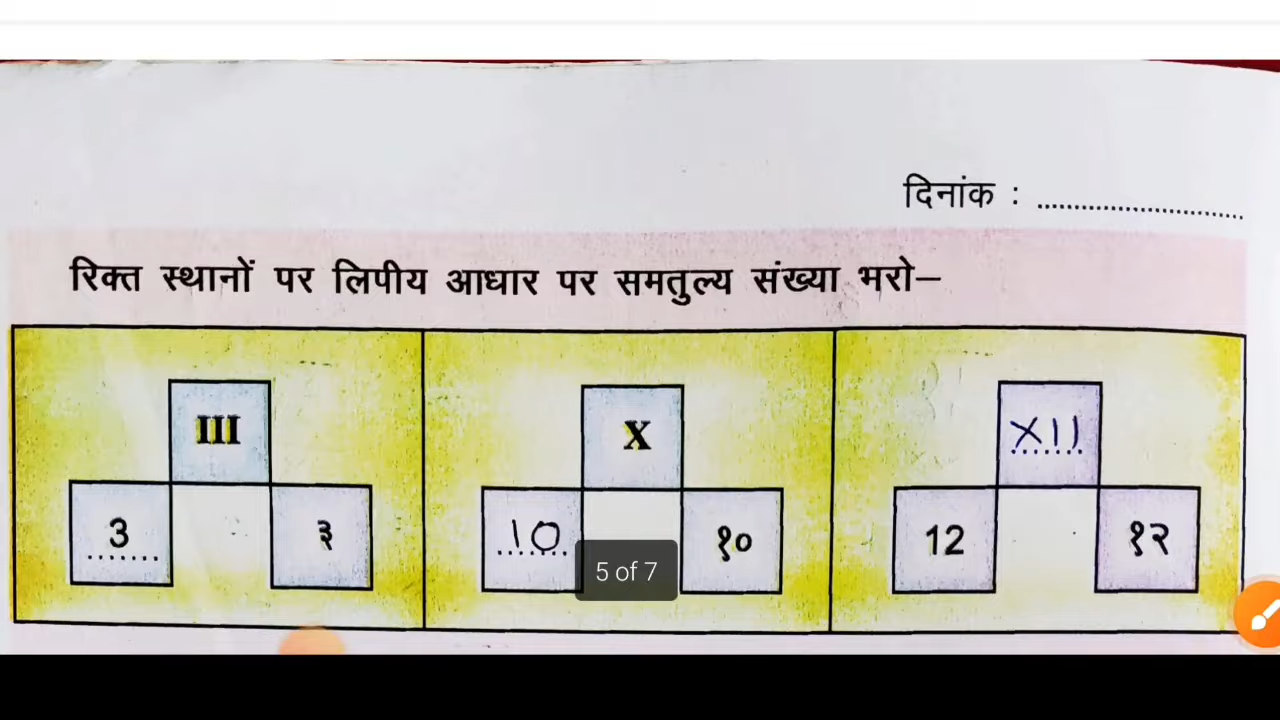 दिनांक : ............................
रिक्त स्थानों पर लिपीय आधार पर समतुल्य संख्या भरो–
III X XII
3 ३ 10 १० 12 १२
5 of 7